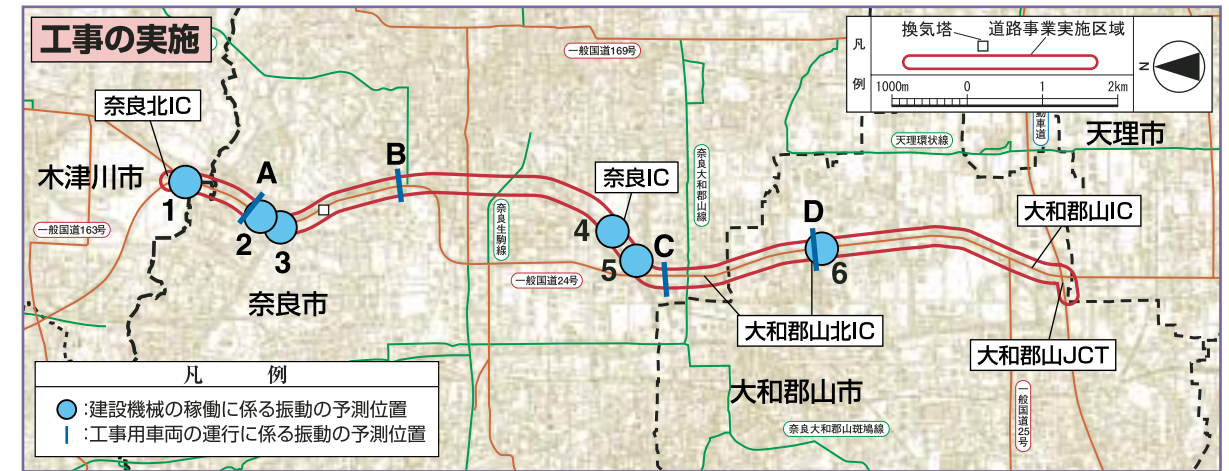 工事の実施
一般国道169号
凡例
換気塔
道路事業実施区域
1000m 0 1 2km
N
奈良北IC
木津川市
1
A
2
3
B
一般国道163号
奈良市
奈良生駒線
一般国道24号
奈良IC
4
5
C
奈良大和郡山線
天理環状線
動車道
天理市
D
6
大和郡山IC
大和郡山北IC
大和郡山JCT
大和郡山市
一般国道25号
奈良大和郡山斑鳩線
凡例
:建設機械の稼働に係る振動の予測位置
:工事用車両の運行に係る振動の予測位置